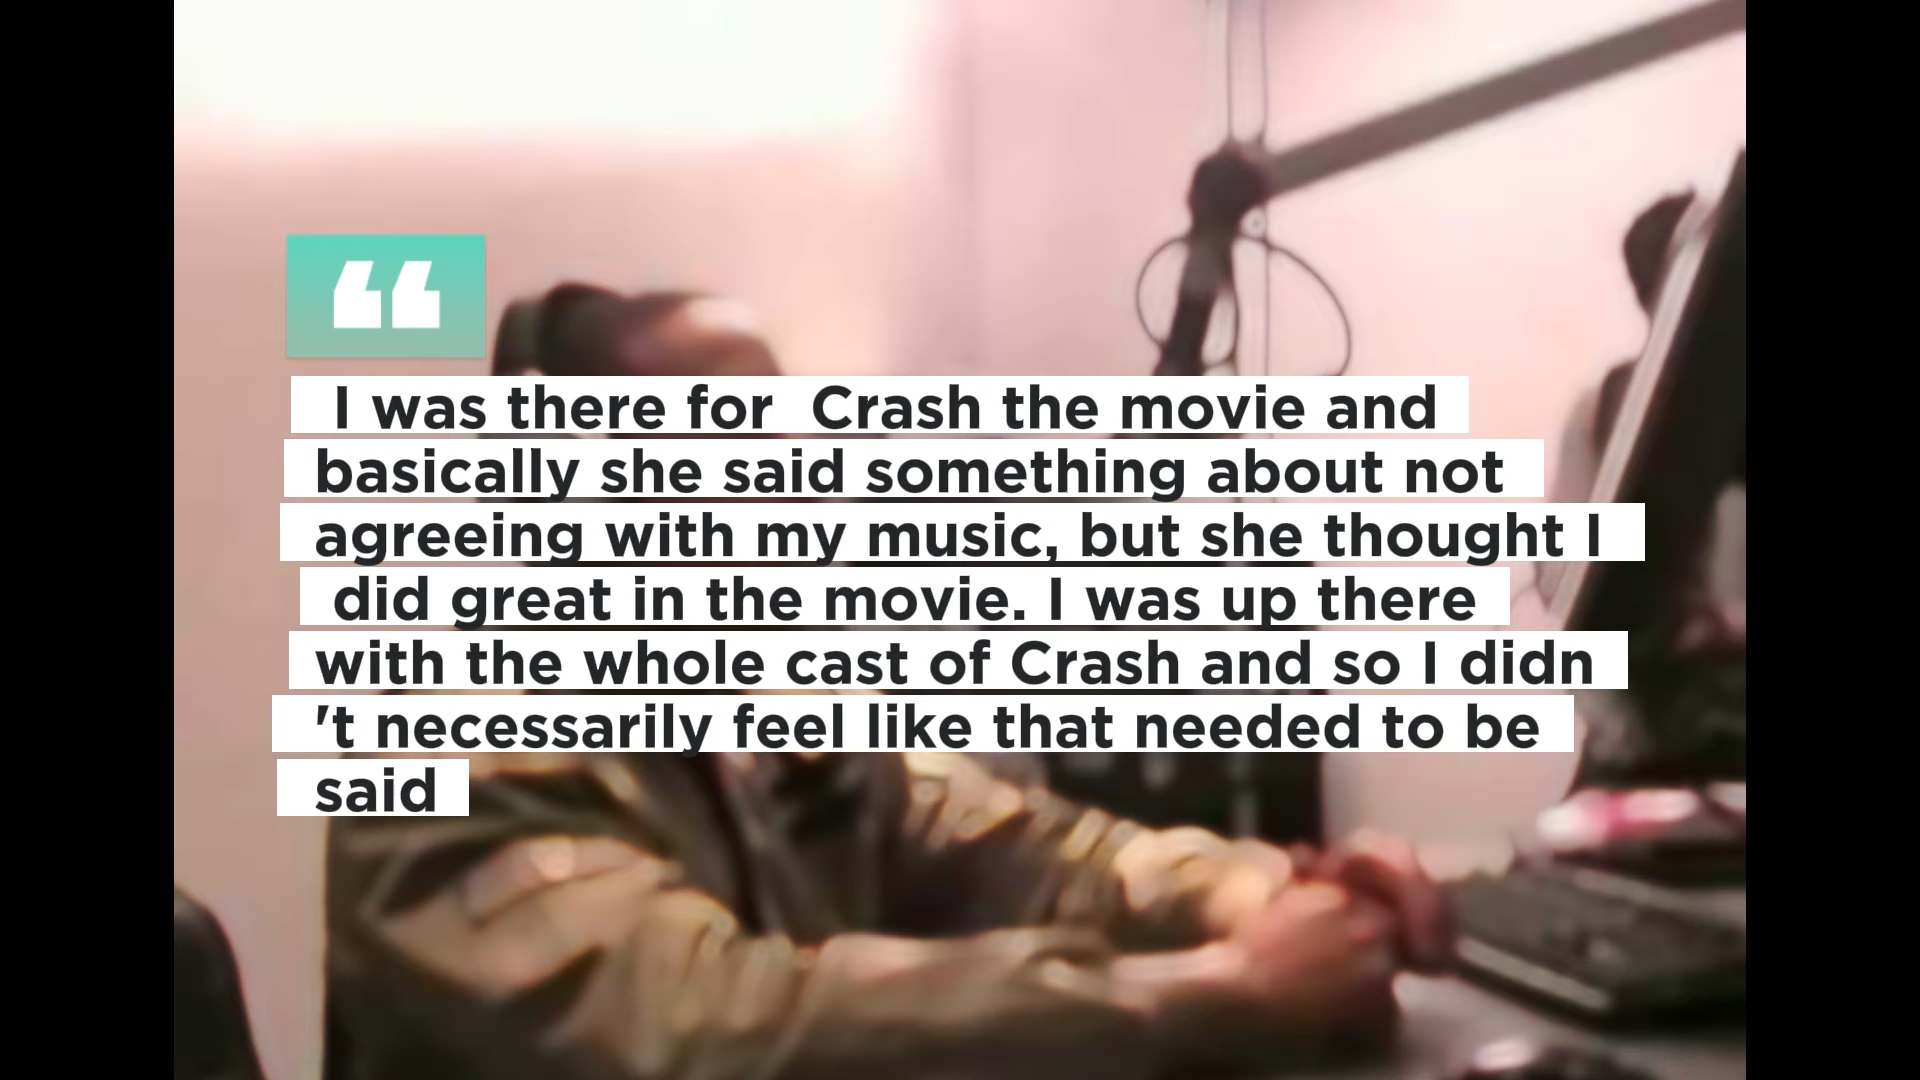 “
I was there for  Crash the movie and
basically she said something about not
agreeing with my music, but she thought I
did great in the movie. I was up there
with the whole cast of Crash and so I didn
't necessarily feel like that needed to be
said